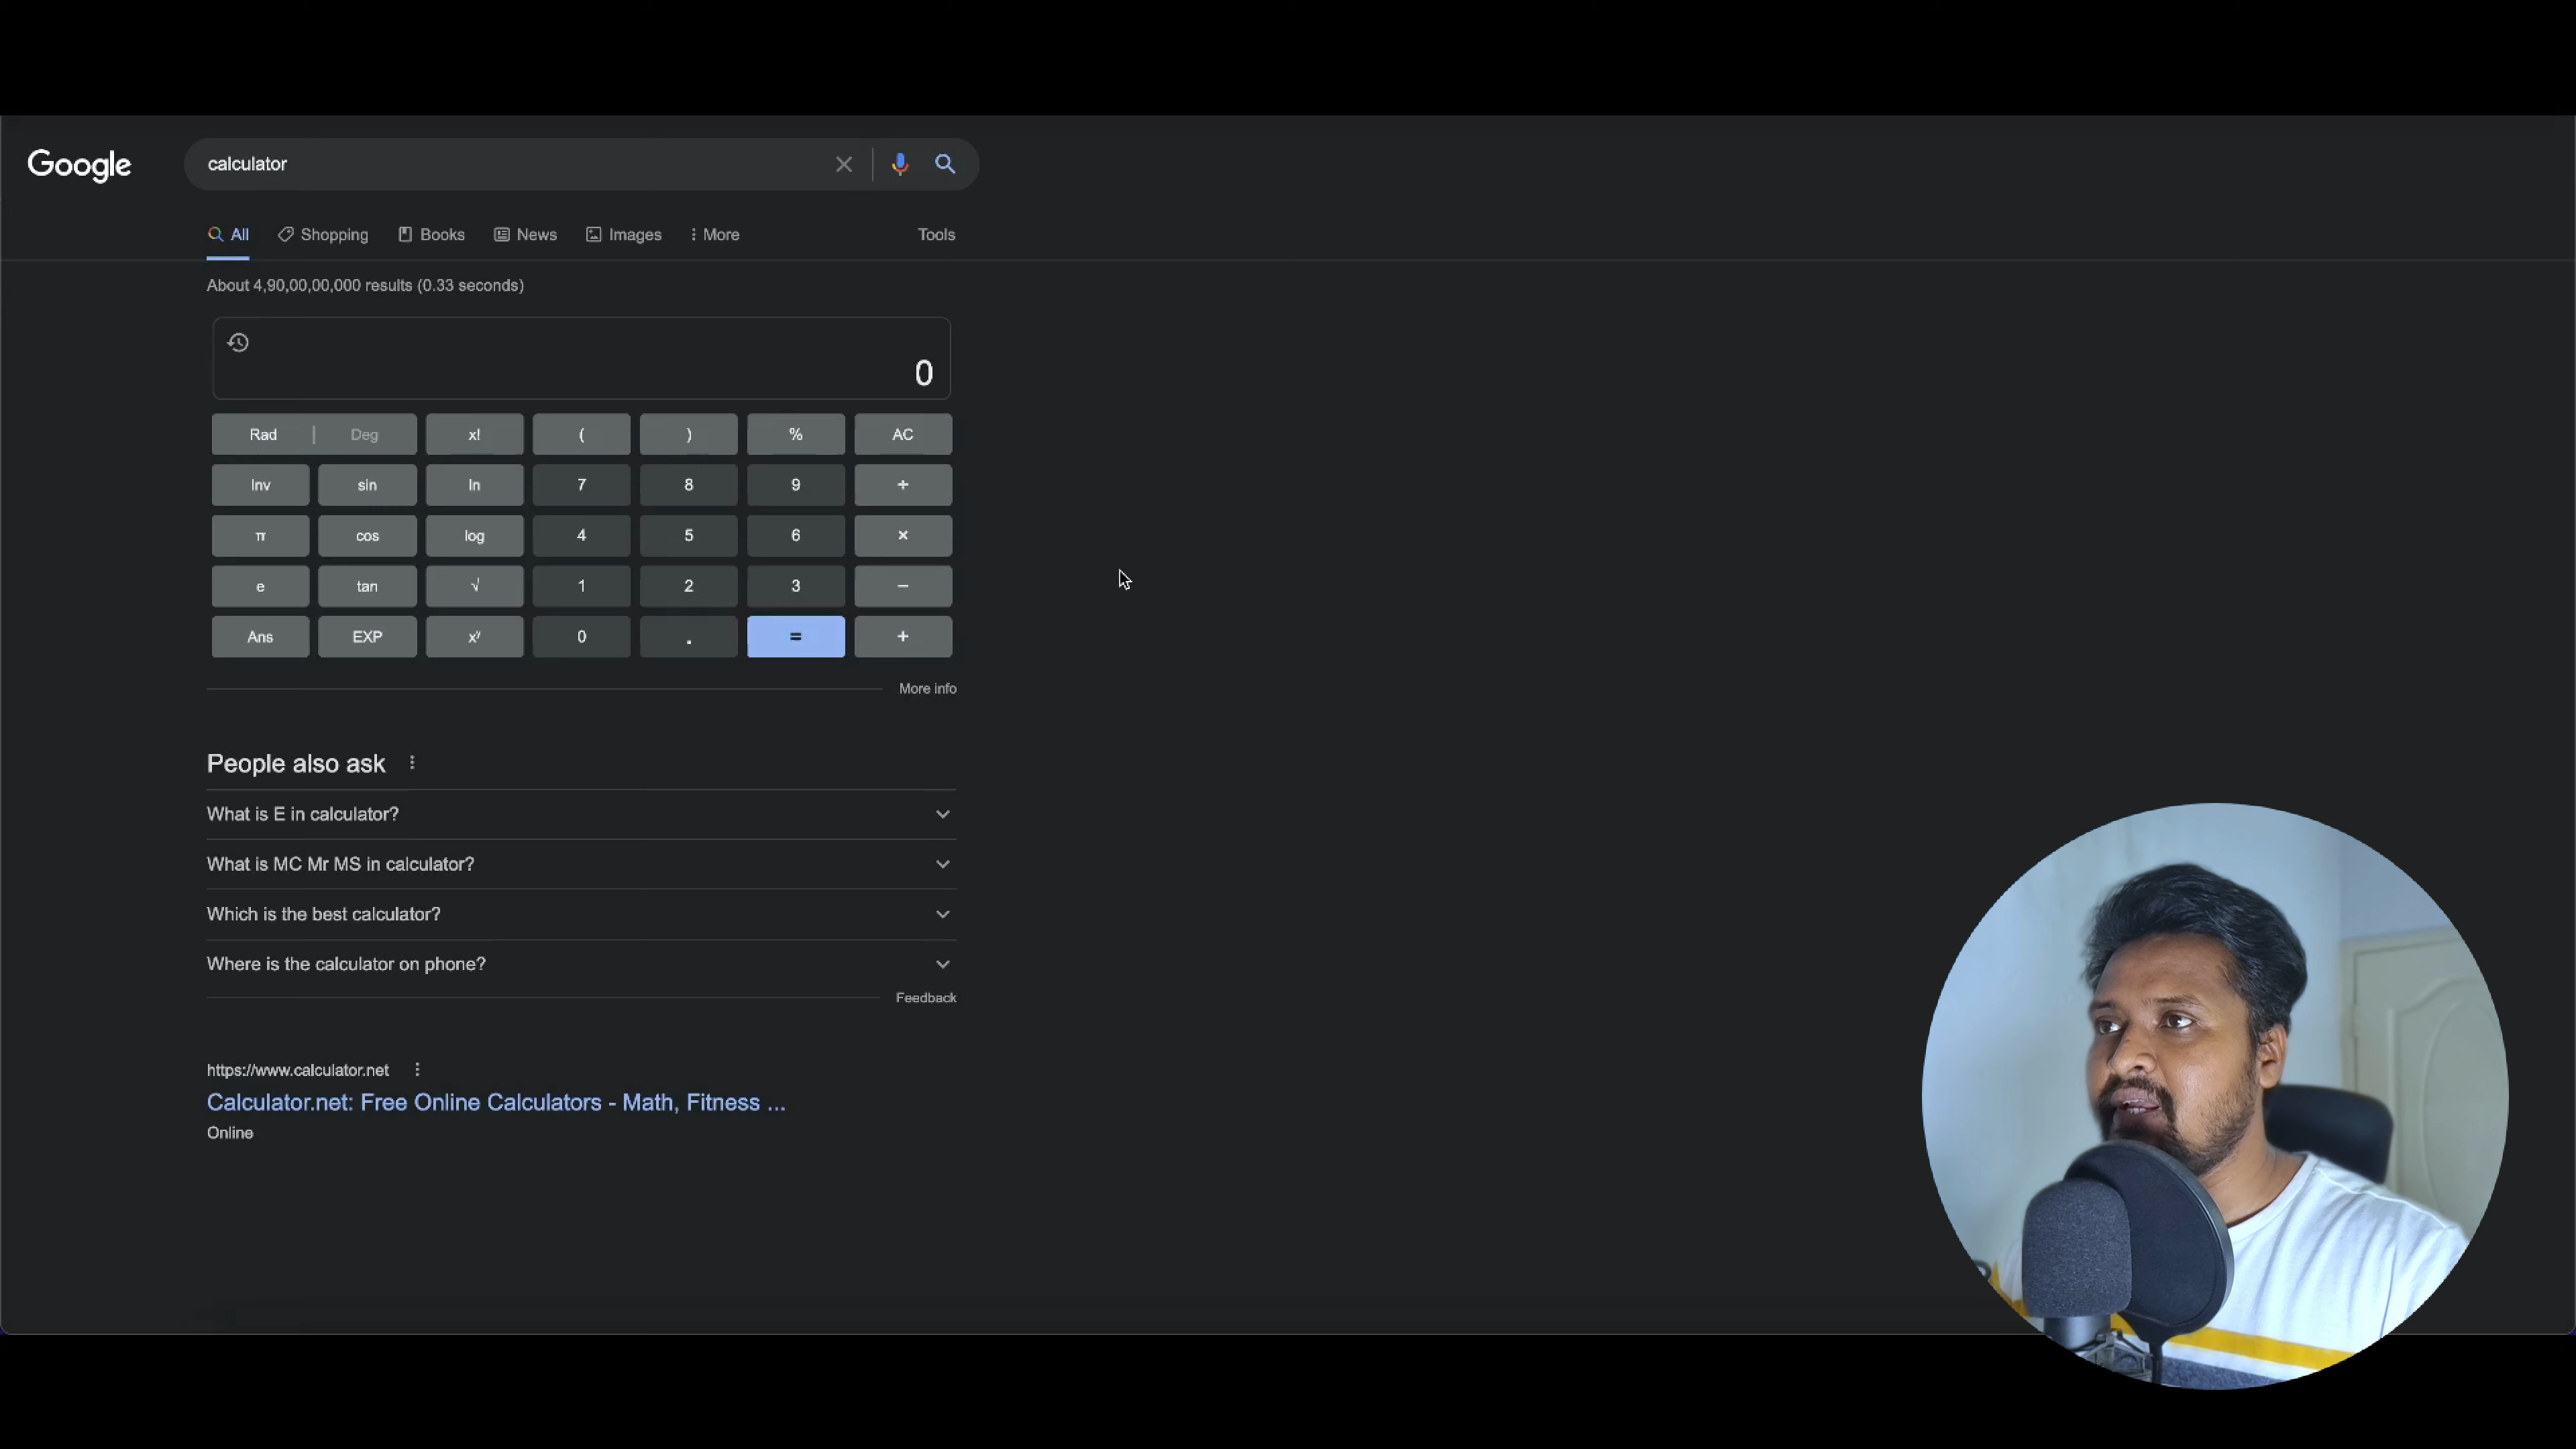 Google
calculator
All Shopping Books News Images More Tools
About 4,90,00,00,000 results (0.33 seconds)
0
Rad | Deg x! ( ) % AC
Inv sin ln 7 8 9 ÷
π cos log 4 5 6 ×
e tan √ 1 2 3 −
Ans EXP xʸ 0 . = +
More info
People also ask
What is E in calculator?
What is MC Mr MS in calculator?
Which is the best calculator?
Where is the calculator on phone?
Feedback
https://www.calculator.net
Calculator.net: Free Online Calculators - Math, Fitness ...
Online